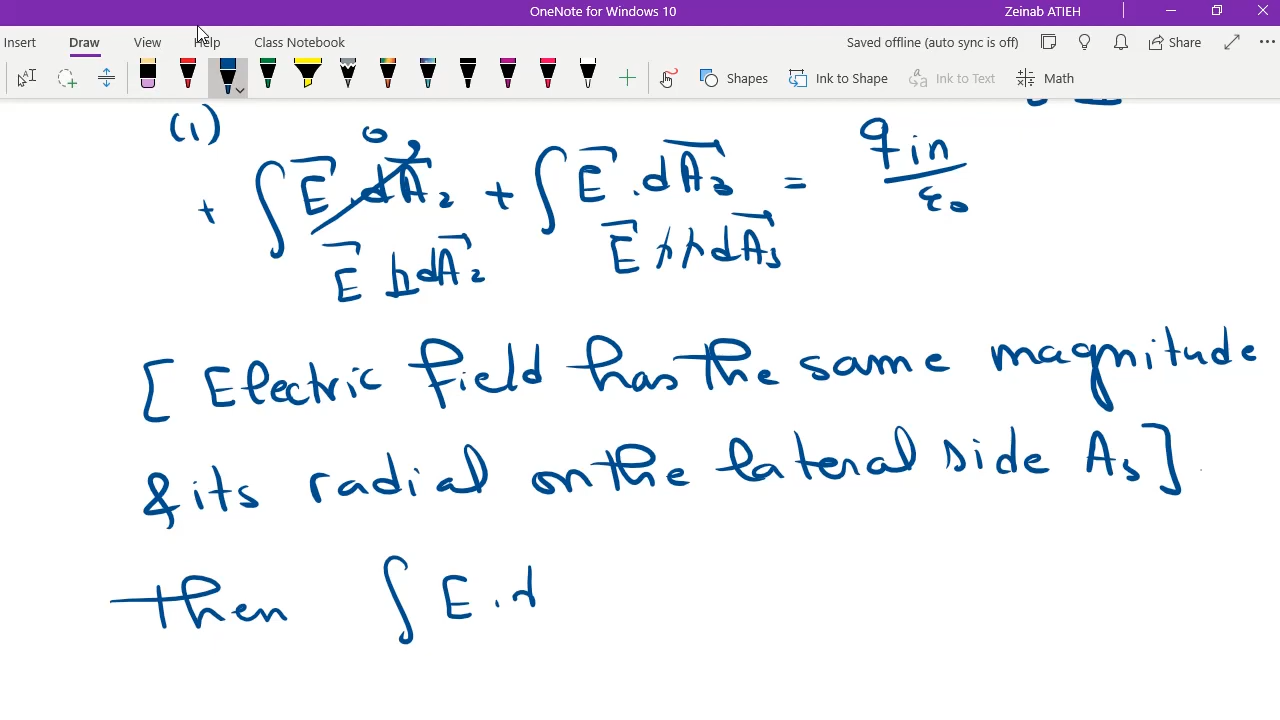 OneNote for Windows 10
Zeinab ATIEH
Insert Draw View Help Class Notebook
Saved offline (auto sync is off) Share
Shapes Ink to Shape Ink to Text Math
(1)
0
+ ∫ E⃗ . dA⃗₂ + ∫ E⃗ . dA⃗₃ = qin/ε₀
E⃗ ⊥ dA⃗₂ E⃗ // dA⃗₃
[ Electric field has the same magnitude
& its radial on the lateral side A₃ ]
then ∫ E . d